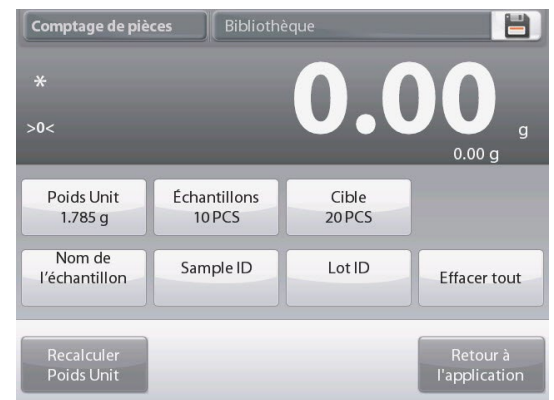 Comptage de pièces
Bibliothèque
*
0.00 g
>0<
0.00 g
Poids Unit
1.785 g
Échantillons
10 PCS
Cible
20 PCS
Nom de
l'échantillon
Sample ID
Lot ID
Effacer tout
Recalculer
Poids Unit
Retour à
l'application